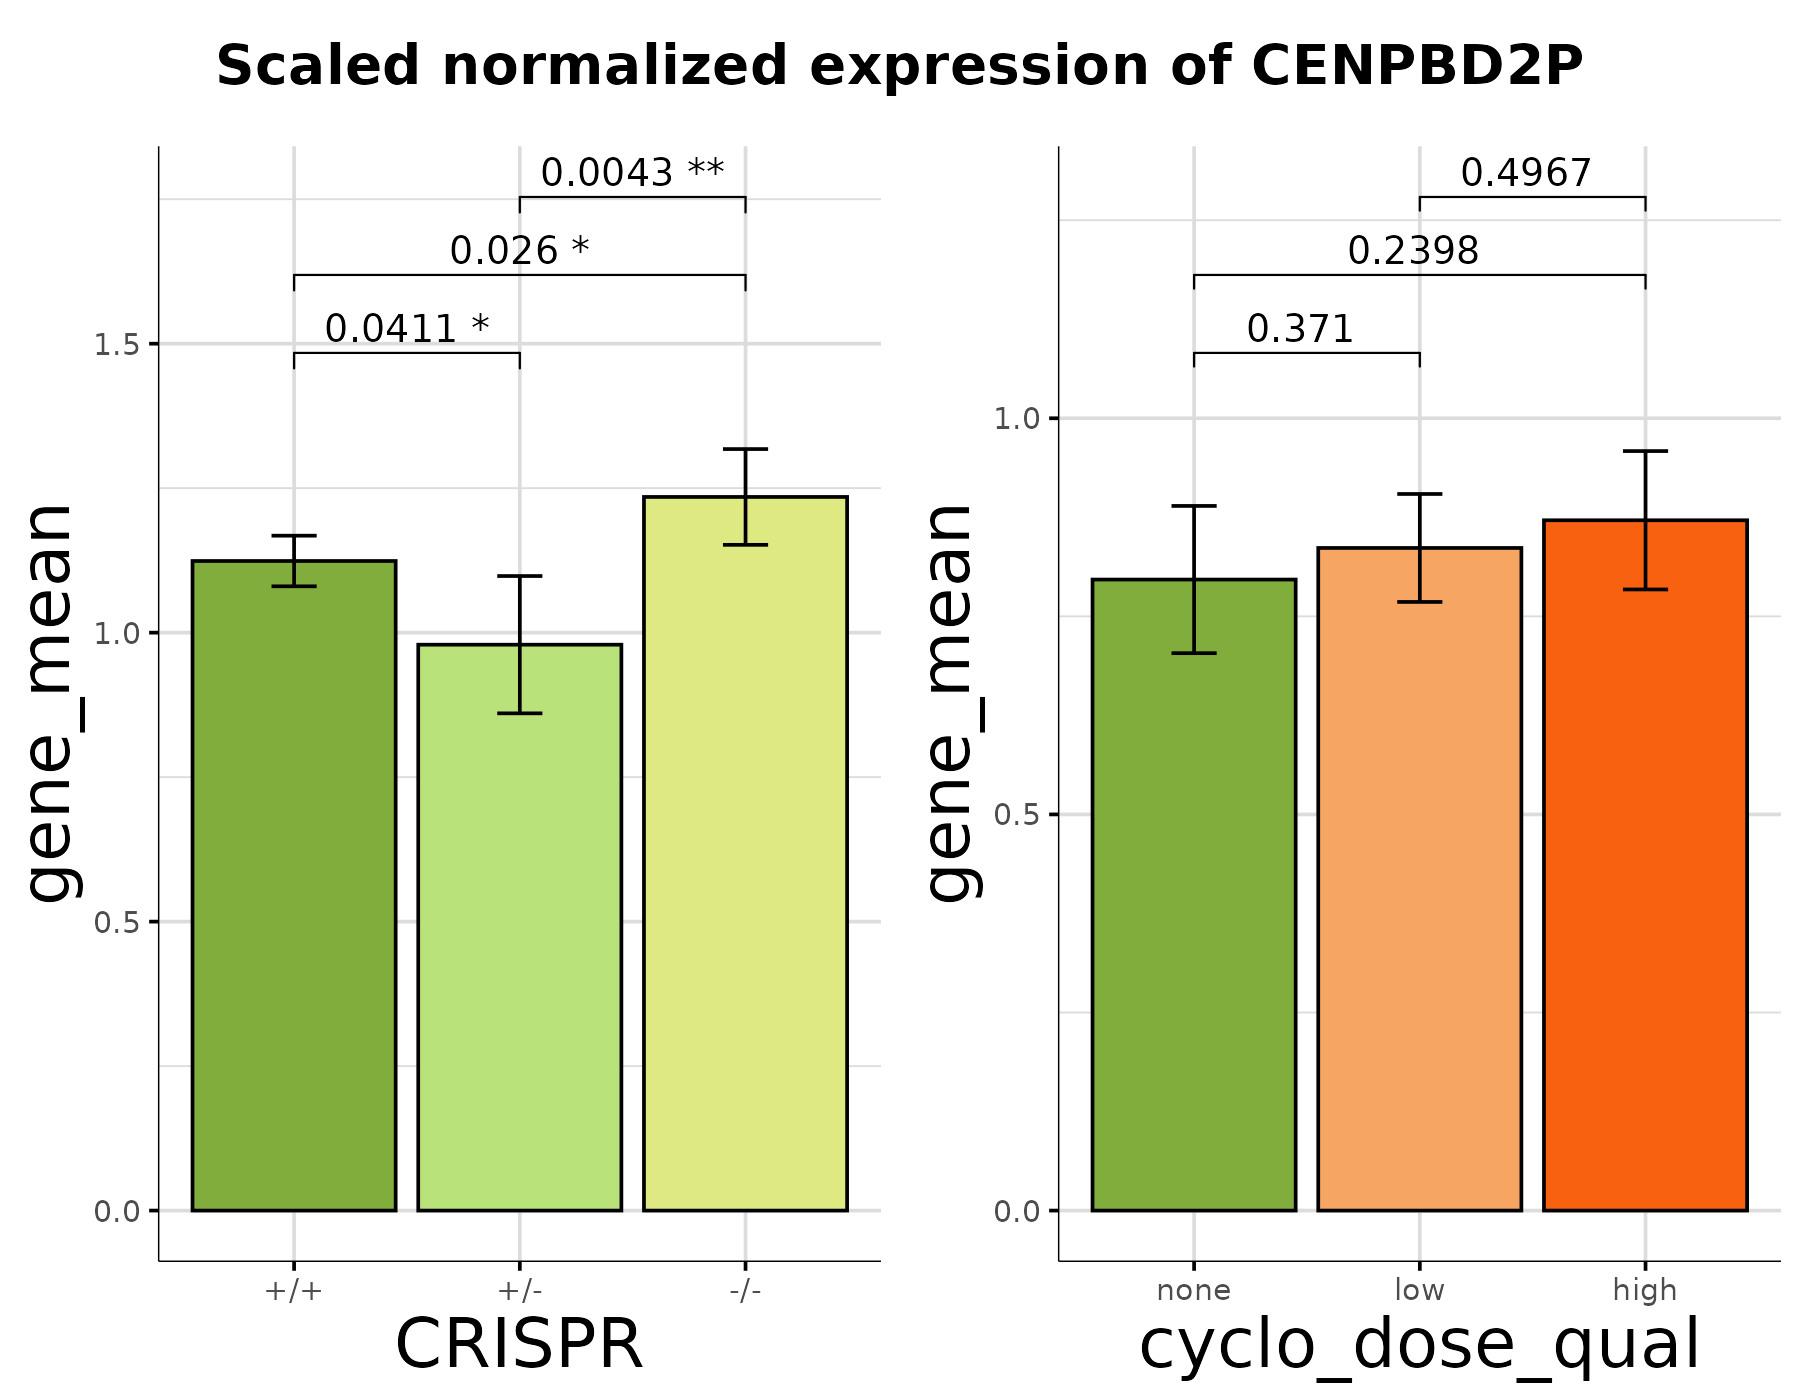 Scaled normalized expression of CENPBD2P
0.0043 **
0.026 *
0.0411 *
1.5
1.0
0.5
0.0
gene_mean
+/+ +/- -/-
CRISPR
0.4967
0.2398
0.371
1.0
0.5
0.0
gene_mean
none low high
cyclo_dose_qual